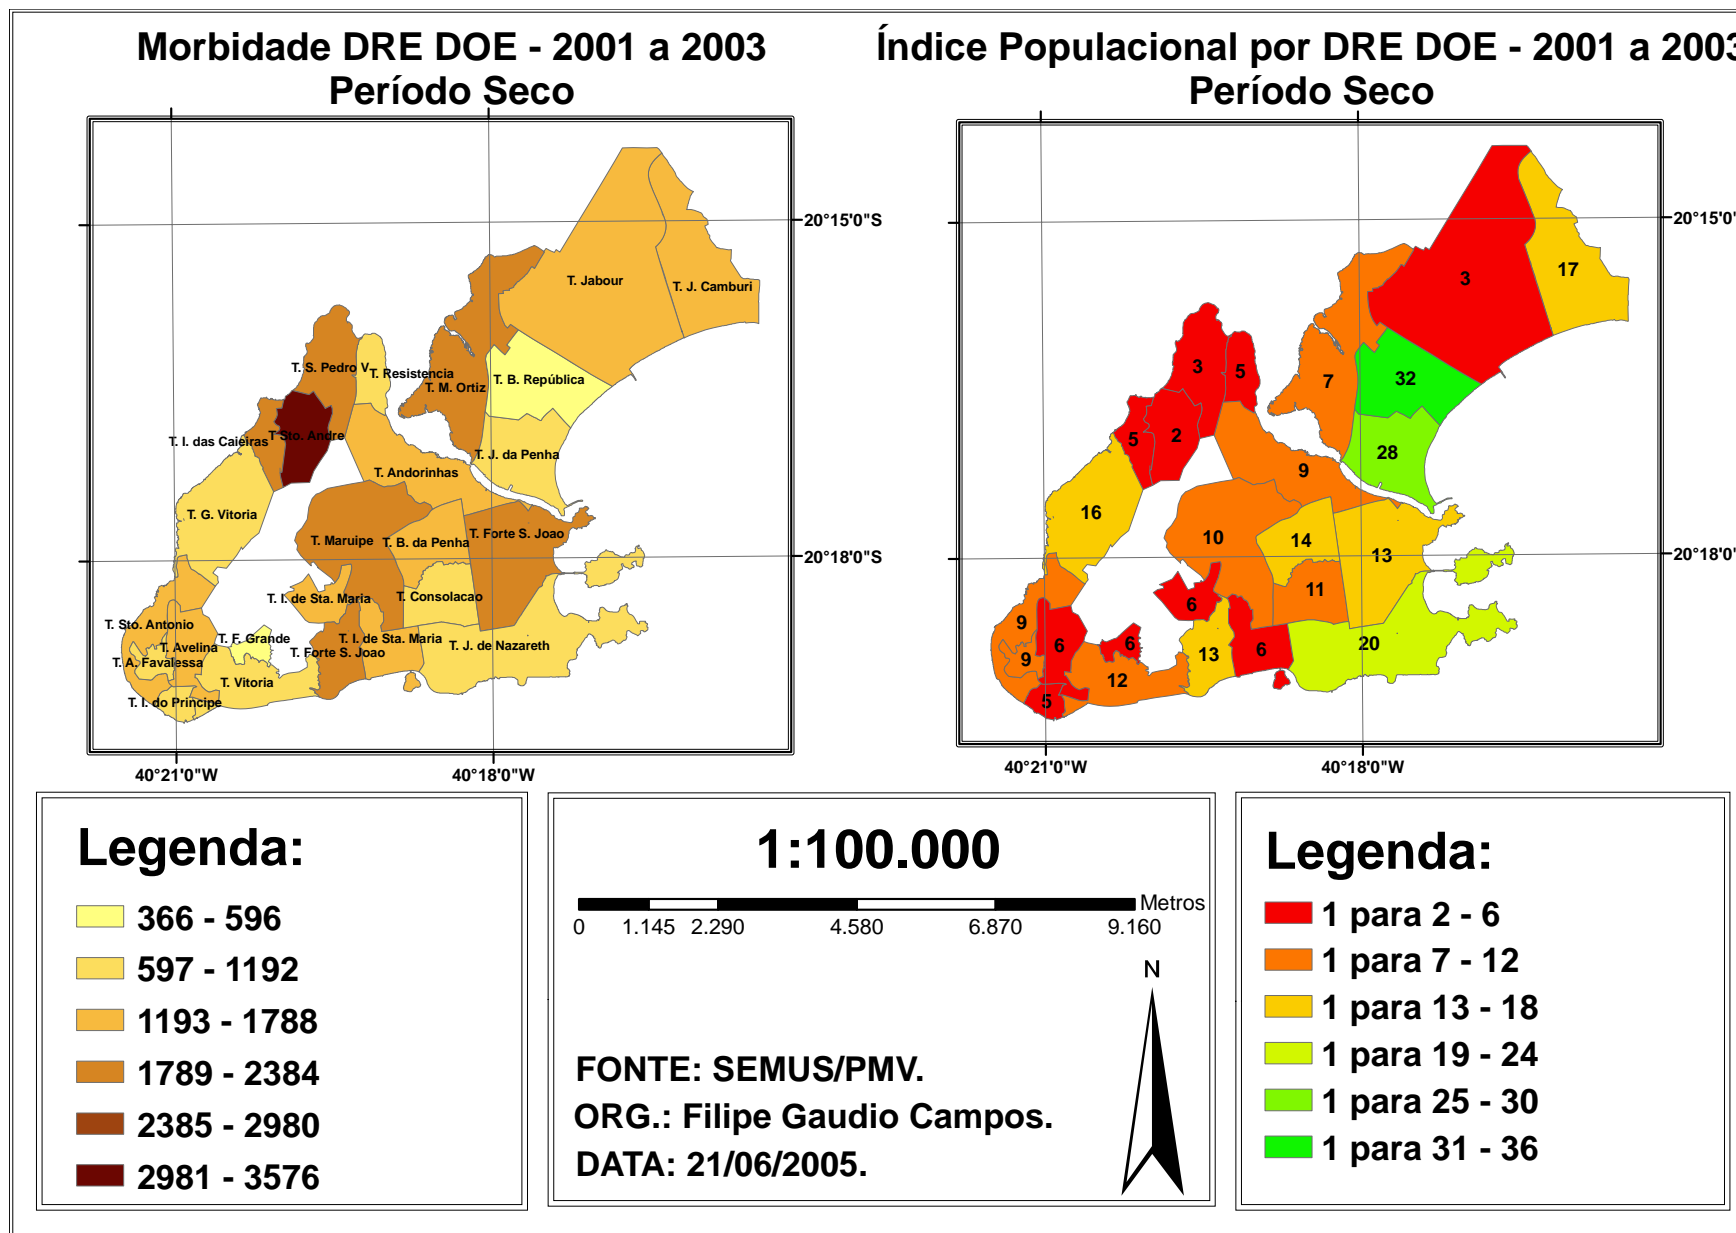 Morbidade DRE DOE - 2001 a 2003
Período Seco
T. Jabour
T. J. Camburi
T. S. Pedro V
T. Resistencia
T. M. Ortiz
T. B. República
T. I. das Caieiras
T Sto. Andre
T. J. da Penha
T. Andorinhas
T. G. Vitoria
T. Maruipe
T. B. da Penha
T. Forte S. Joao
T. I. de Sta. Maria
T. Consolacao
T. Sto. Antonio
T. F. Grande
T. I. de Sta. Maria
T. Avelina
T. Forte S. Joao
T. J. de Nazareth
T. A. Favalessa
T. Vitoria
T. I. do Principe
20°15'0"S
20°18'0"S
40°21'0"W
40°18'0"W
Índice Populacional por DRE DOE - 2001 a 2003
Período Seco
3
17
3
5
7
32
5
2
28
9
16
10
14
13
11
6
9
6
6
13
6
20
9
12
5
20°15'0"
20°18'0"
40°21'0"W
40°18'0"W
Legenda:
366 - 596
597 - 1192
1193 - 1788
1789 - 2384
2385 - 2980
2981 - 3576
1:100.000
Metros
0 1.145 2.290 4.580 6.870 9.160
N
FONTE: SEMUS/PMV.
ORG.: Filipe Gaudio Campos.
DATA: 21/06/2005.
Legenda:
1 para 2 - 6
1 para 7 - 12
1 para 13 - 18
1 para 19 - 24
1 para 25 - 30
1 para 31 - 36